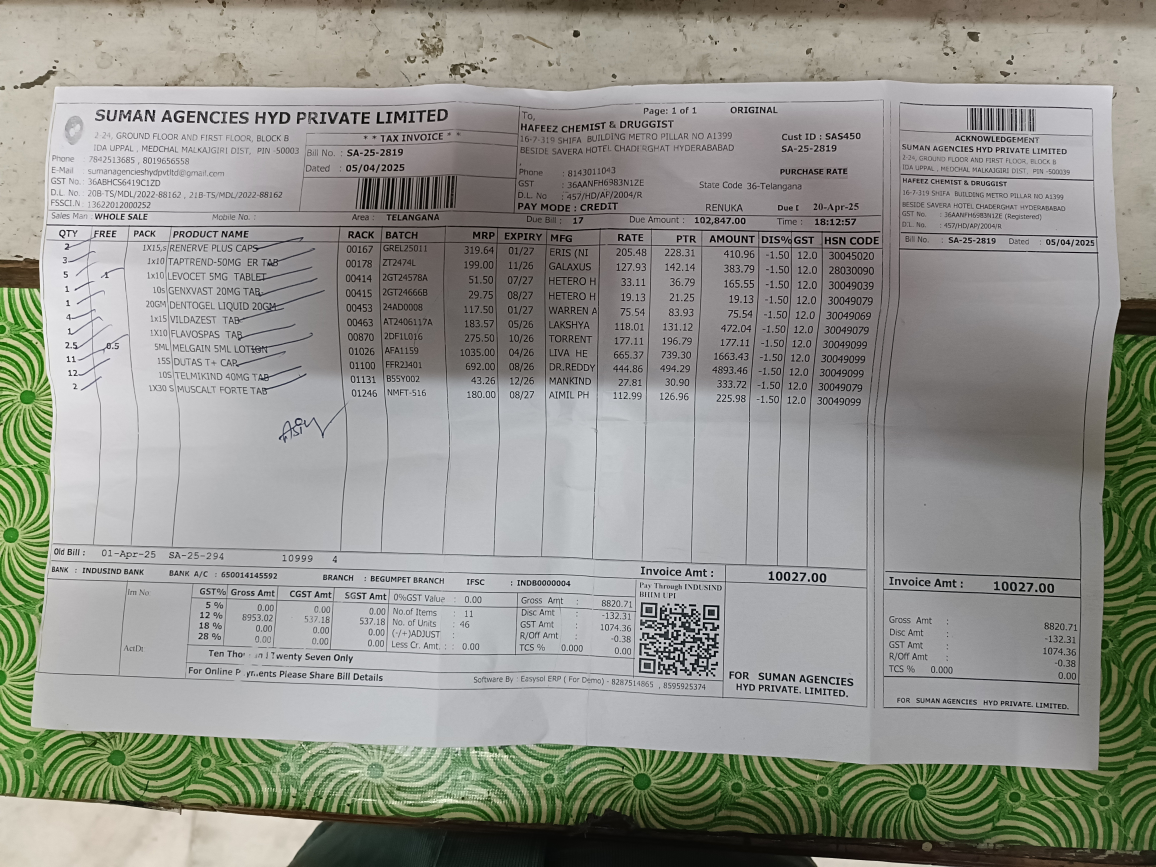 SUMAN AGENCIES HYD PRIVATE LIMITED
2-24, GROUND FLOOR AND FIRST FLOOR, BLOCK B
IDA UPPAL , MEDCHAL MALKAJGIRI DIST, PIN -50003
Phone 7842513685 , 8019656558
E-Mail sumanagencieshydpvtltd@gmail.com
GST No. : 36ABHCS6419C1ZD
D.L. No. : 20B-TS/MDL/2022-88162 , 21B-TS/MDL/2022-88162
FSSCI.N : 13622012000252
* * TAX INVOICE * *
Bill No. : SA-25-2819
Dated : 05/04/2025
Page: 1 of 1 ORIGINAL
To,
HAFEEZ CHEMIST & DRUGGIST
16-7-319 SHIFA BUILDING METRO PILLAR NO A1399
BESIDE SAVERA HOTEL CHADERGHAT HYDERABABAD
Cust ID : SAS450
SA-25-2819
Phone : 8143011043
GST : 36AANFH6983N1ZE
D.L. No : 457/HD/AP/2004/R
PURCHASE RATE
State Code 36-Telangana
PAY MODE: CREDIT RENUKA Due [ 20-Apr-25
Sales Man : WHOLE SALE Mobile No. : Area : TELANGANA Due Bill : 17 Due Amount : 102,847.00 Time : 18:12:57
QTY FREE PACK PRODUCT NAME RACK BATCH MRP EXPIRY MFG RATE PTR AMOUNT DIS% GST HSN CODE
2 1X15,s RENERVE PLUS CAPS 00167 GREL25011 319.64 01/27 ERIS (NI 205.48 228.31 410.96 -1.50 12.0 30045020
3 1x10 TAPTREND-50MG ER TAB 00178 ZT2474L 199.00 11/26 GALAXUS 127.93 142.14 383.79 -1.50 12.0 28030090
5 1 1x10 LEVOCET 5MG TABLET 00414 2GT24578A 51.50 07/27 HETERO H 33.11 36.79 165.55 -1.50 12.0 30049039
1 10s GENXVAST 20MG TAB 00415 2GT24666B 29.75 08/27 HETERO H 19.13 21.25 19.13 -1.50 12.0 30049079
1 20GM DENTOGEL LIQUID 20GM 00453 24AD0008 117.50 01/27 WARREN A 75.54 83.93 75.54 -1.50 12.0 30049069
4 1x15 VILDAZEST TAB 00463 AT2406117A 183.57 05/26 LAKSHYA 118.01 131.12 472.04 -1.50 12.0 30049079
1 1X10 FLAVOSPAS TAB 00870 2DF1L016 275.50 10/26 TORRENT 177.11 196.79 177.11 -1.50 12.0 30049099
2.5 0.5 5ML MELGAIN 5ML LOTION 01026 AFA1159 1035.00 04/26 LIVA HE 665.37 739.30 1663.43 -1.50 12.0 30049099
11 15S DUTAS T+ CAP 01100 FFR2J401 692.00 08/26 DR.REDDY 444.86 494.29 4893.46 -1.50 12.0 30049099
12 10S TELMIKIND 40MG TAB 01131 B55Y002 43.26 12/26 MANKIND 27.81 30.90 333.72 -1.50 12.0 30049079
2 1X30 S MUSCALT FORTE TAB 01246 NMFT-516 180.00 08/27 AIMIL PH 112.99 126.96 225.98 -1.50 12.0 30049099
Old Bill : 01-Apr-25 SA-25-294 10999 4
BANK : INDUSIND BANK BANK A/C : 650014145592 BRANCH : BEGUMPET BRANCH IFSC : INDB0000004
Invoice Amt : 10027.00
Irn No
ActDt
GST% Gross Amt CGST Amt SGST Amt
5 % 0.00 0.00 0.00
12 % 8953.02 537.18 537.18
18 % 0.00 0.00 0.00
28 % 0.00 0.00 0.00
0%GST Value : 0.00
No.of Items : 11
No.of Units : 46
(-/+)ADJUST :
Less Cr. Amt. : 0.00
Gross Amt : 8820.71
Disc Amt : -132.31
GST Amt : 1074.36
R/Off Amt : -0.38
TCS % 0.000 0.00
Pay Through INDUSIND
BHIM UPI
Twenty Seven Only
For Online Please Share Bill Details
Software By : Easysol ERP ( For Demo) - 8287514865 , 8595925374
FOR SUMAN AGENCIES
HYD PRIVATE. LIMITED.
ACKNOWLEDGEMENT
SUMAN AGENCIES HYD PRIVATE LIMITED
2-24, GROUND FLOOR AND FIRST FLOOR, BLOCK B
IDA UPPAL , MEDCHAL MALKAJGIRI DIST, PIN -500039
HAFEEZ CHEMIST & DRUGGIST
16-7-319 SHIFA BUILDING METRO PILLAR NO A1399
BESIDE SAVERA HOTEL CHADERGHAT HYDERABABAD
GST No. : 36AANFH6983N1ZE (Registered)
D.L. No. : 457/HD/AP/2004/R
Bill No. : SA-25-2819 Dated : 05/04/2025
Invoice Amt : 10027.00
Gross Amt : 8820.71
Disc Amt : -132.31
GST Amt : 1074.36
R/Off Amt : -0.38
TCS % 0.000 0.00
FOR SUMAN AGENCIES HYD PRIVATE. LIMITED.